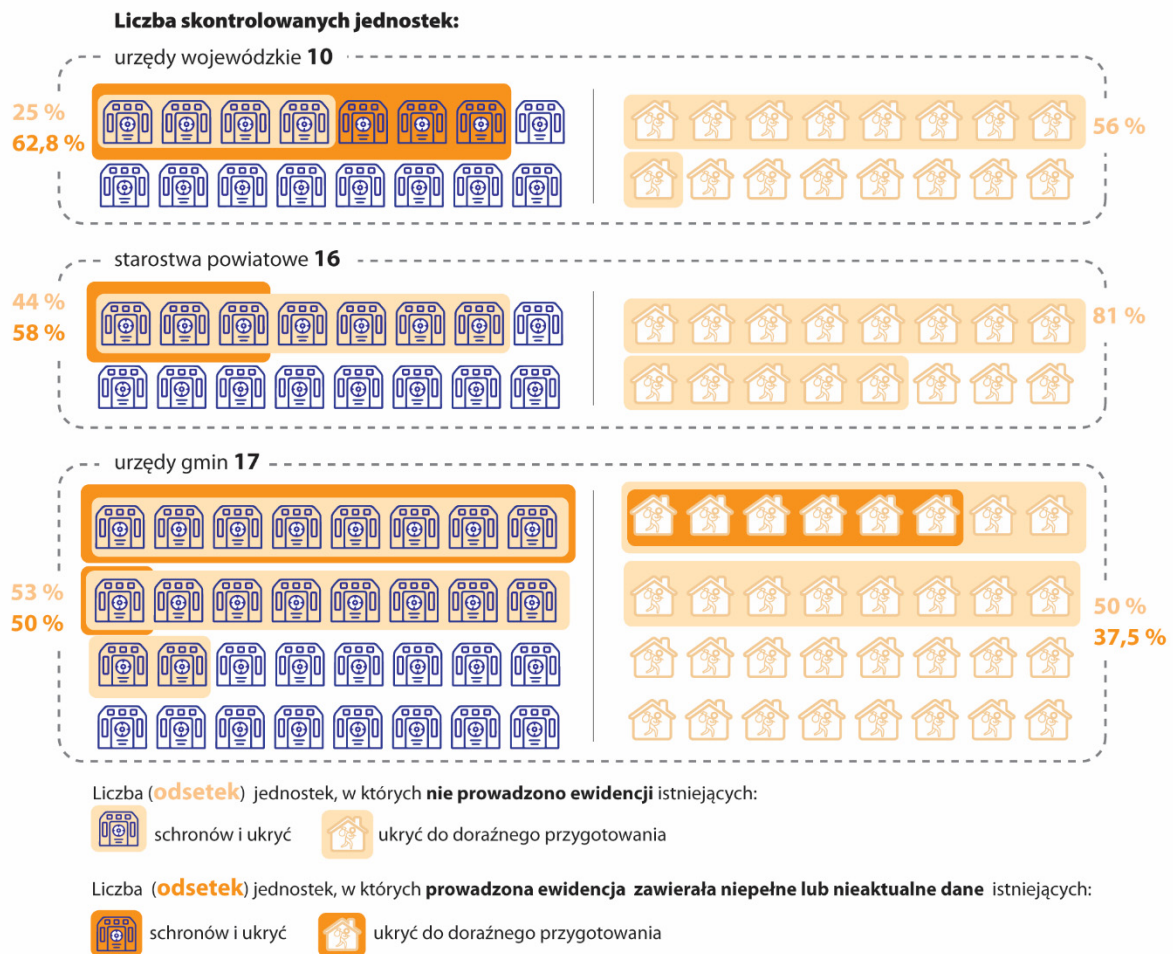 Liczba skontrolowanych jednostek:
urzędy wojewódzkie 10
25 %
62,8 %
56 %
starostwa powiatowe 16
44 %
58 %
81 %
urzędy gmin 17
53 %
50 %
50 %
37,5 %
Liczba (odsetek) jednostek, w których nie prowadzono ewidencji istniejących:
schronów i ukryć
ukryć do doraźnego przygotowania
Liczba (odsetek) jednostek, w których prowadzona ewidencja zawierała niepełne lub nieaktualne dane istniejących:
schronów i ukryć
ukryć do doraźnego przygotowania